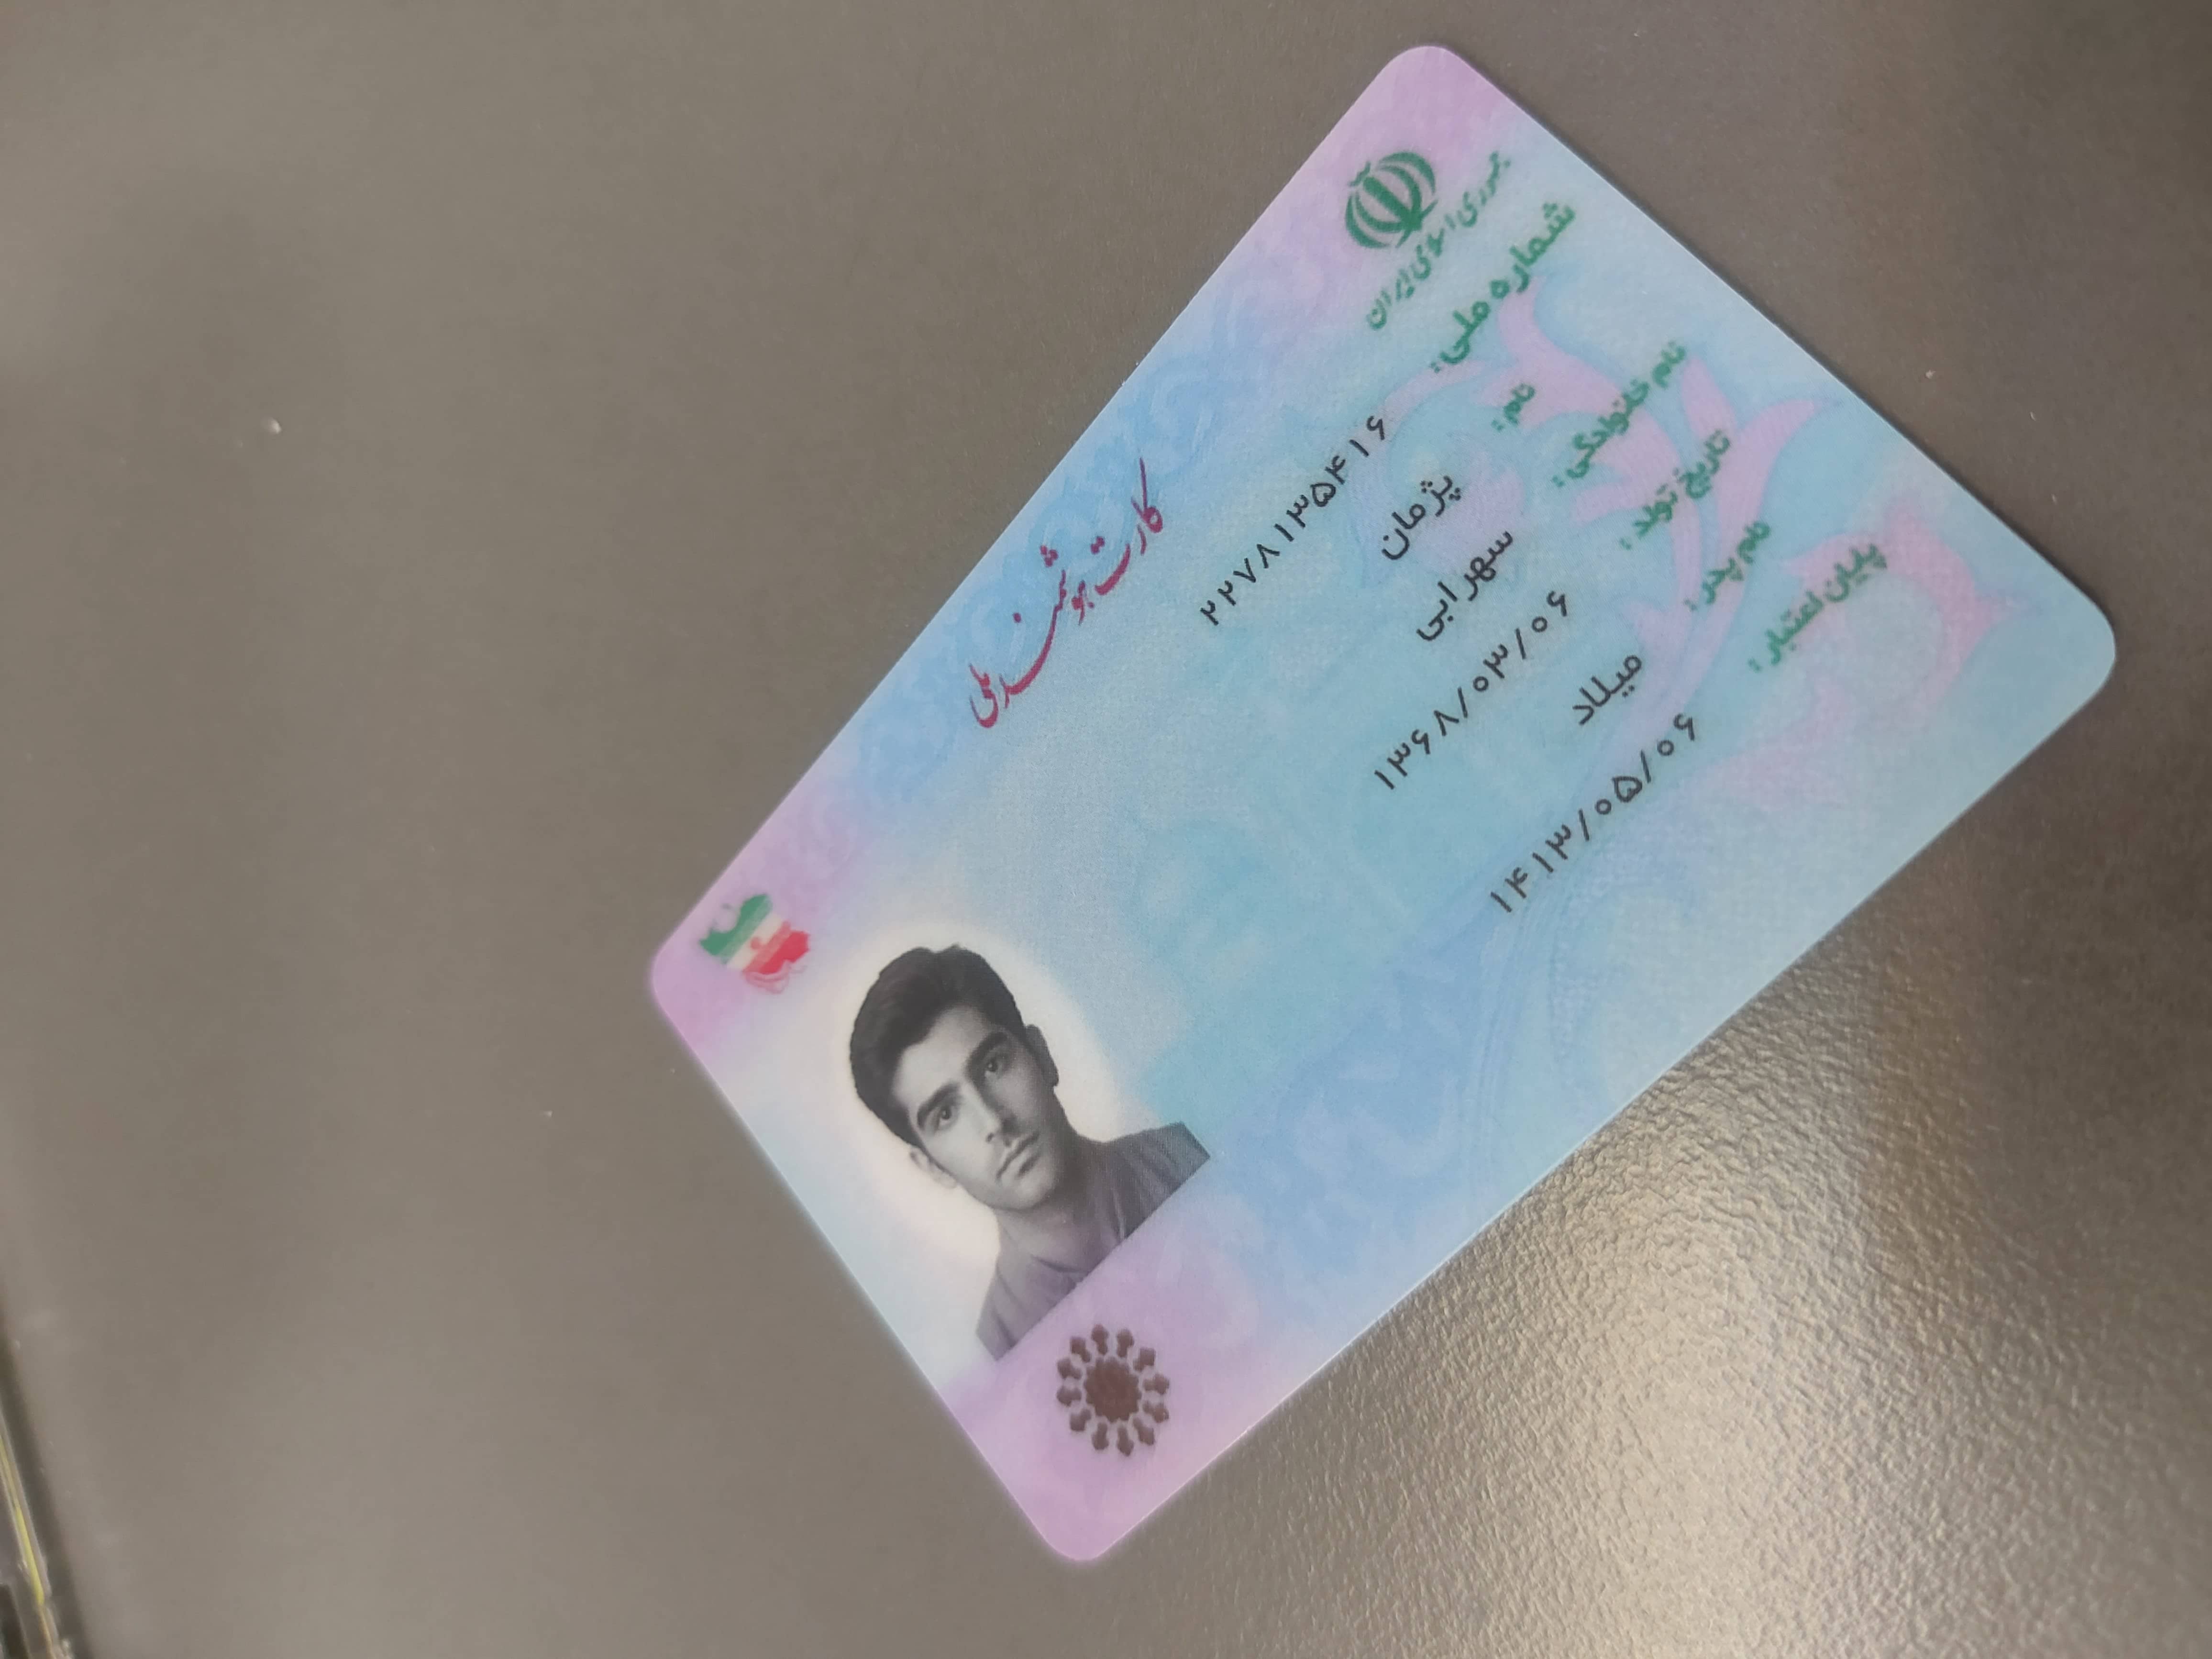 جمهوری اسلامی ایران
کارت هوشمند ملی
شماره ملی: ۲۲۷۸۱۳۵۴۱۶
نام: پژمان
نام خانوادگی: سهرابی
تاریخ تولد: ۱۳۶۸/۰۳/۰۶
نام پدر: میلاد
پایان اعتبار: ۱۴۱۳/۰۵/۰۶